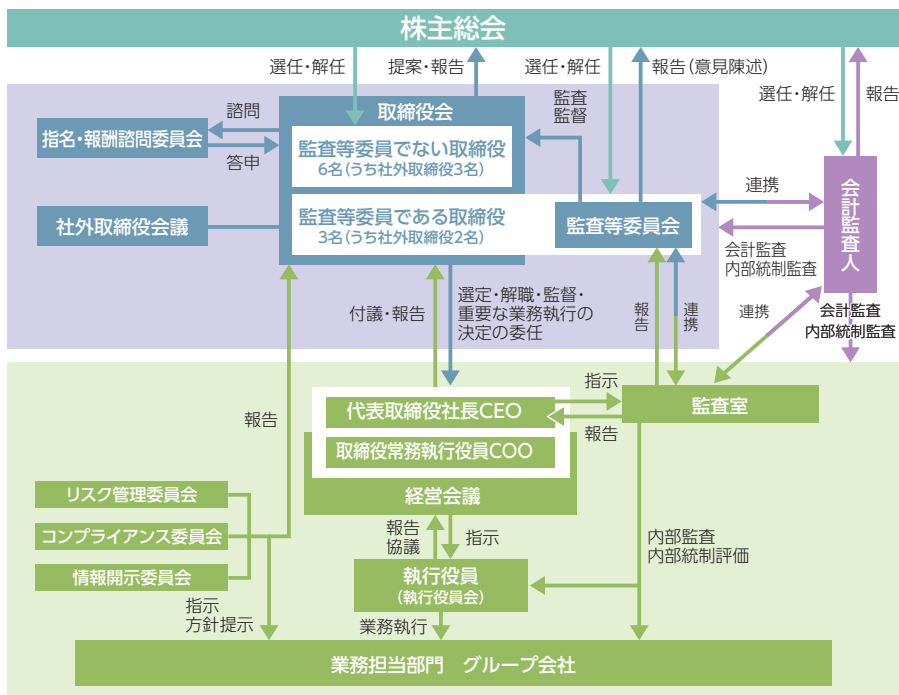 株主総会
選任・解任
提案・報告
選任・解任
報告（意見陳述）
選任・解任
報告
諮問
指名・報酬諮問委員会
答申
取締役会
監査等委員でない取締役
6名（うち社外取締役3名）
監査
監督
社外取締役会議
監査等委員である取締役
3名（うち社外取締役2名）
監査等委員会
連携
会計監査人
会計監査
内部統制監査
付議・報告
選定・解職・監督・
重要な業務執行の
決定の委任
報告
連携
連携
会計監査
内部統制監査
報告
代表取締役社長CEO
取締役常務執行役員COO
経営会議
指示
報告
監査室
リスク管理委員会
コンプライアンス委員会
情報開示委員会
報告
協議
指示
内部監査
内部統制評価
執行役員
（執行役員会）
指示
方針提示
業務執行
業務担当部門　グループ会社